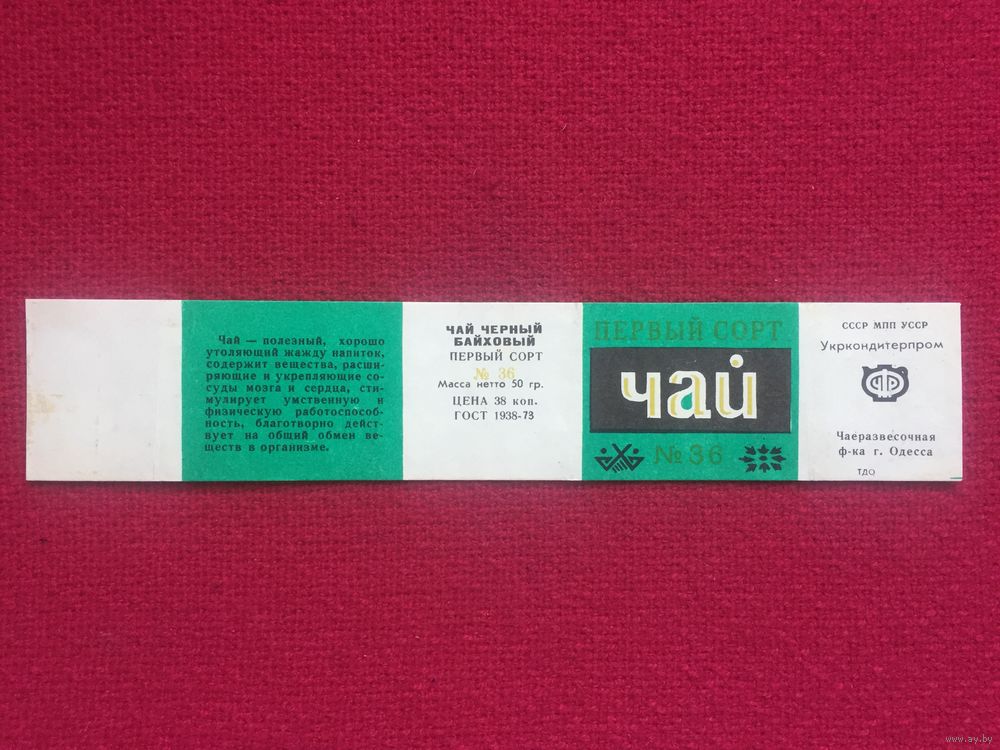 Чай — полезный, хорошо
утоляющий жажду напиток,
содержит вещества, расши-
ряющие и укрепляющие со-
суды мозга и сердца, сти-
мулирует умственную и
физическую работоспособ-
ность, благотворно дейст-
вует на общий обмен ве-
ществ в организме.
ЧАЙ ЧЕРНЫЙ
БАЙХОВЫЙ
ПЕРВЫЙ СОРТ
№ 36
Масса нетто 50 гр.
ЦЕНА 38 коп.
ГОСТ 1938-73
ПЕРВЫЙ СОРТ
чай
№ 36
СССР МПП УССР
Укркондитерпром
Чаеразвесочная
ф-ка г. Одесса
ТДО
www.ay.by